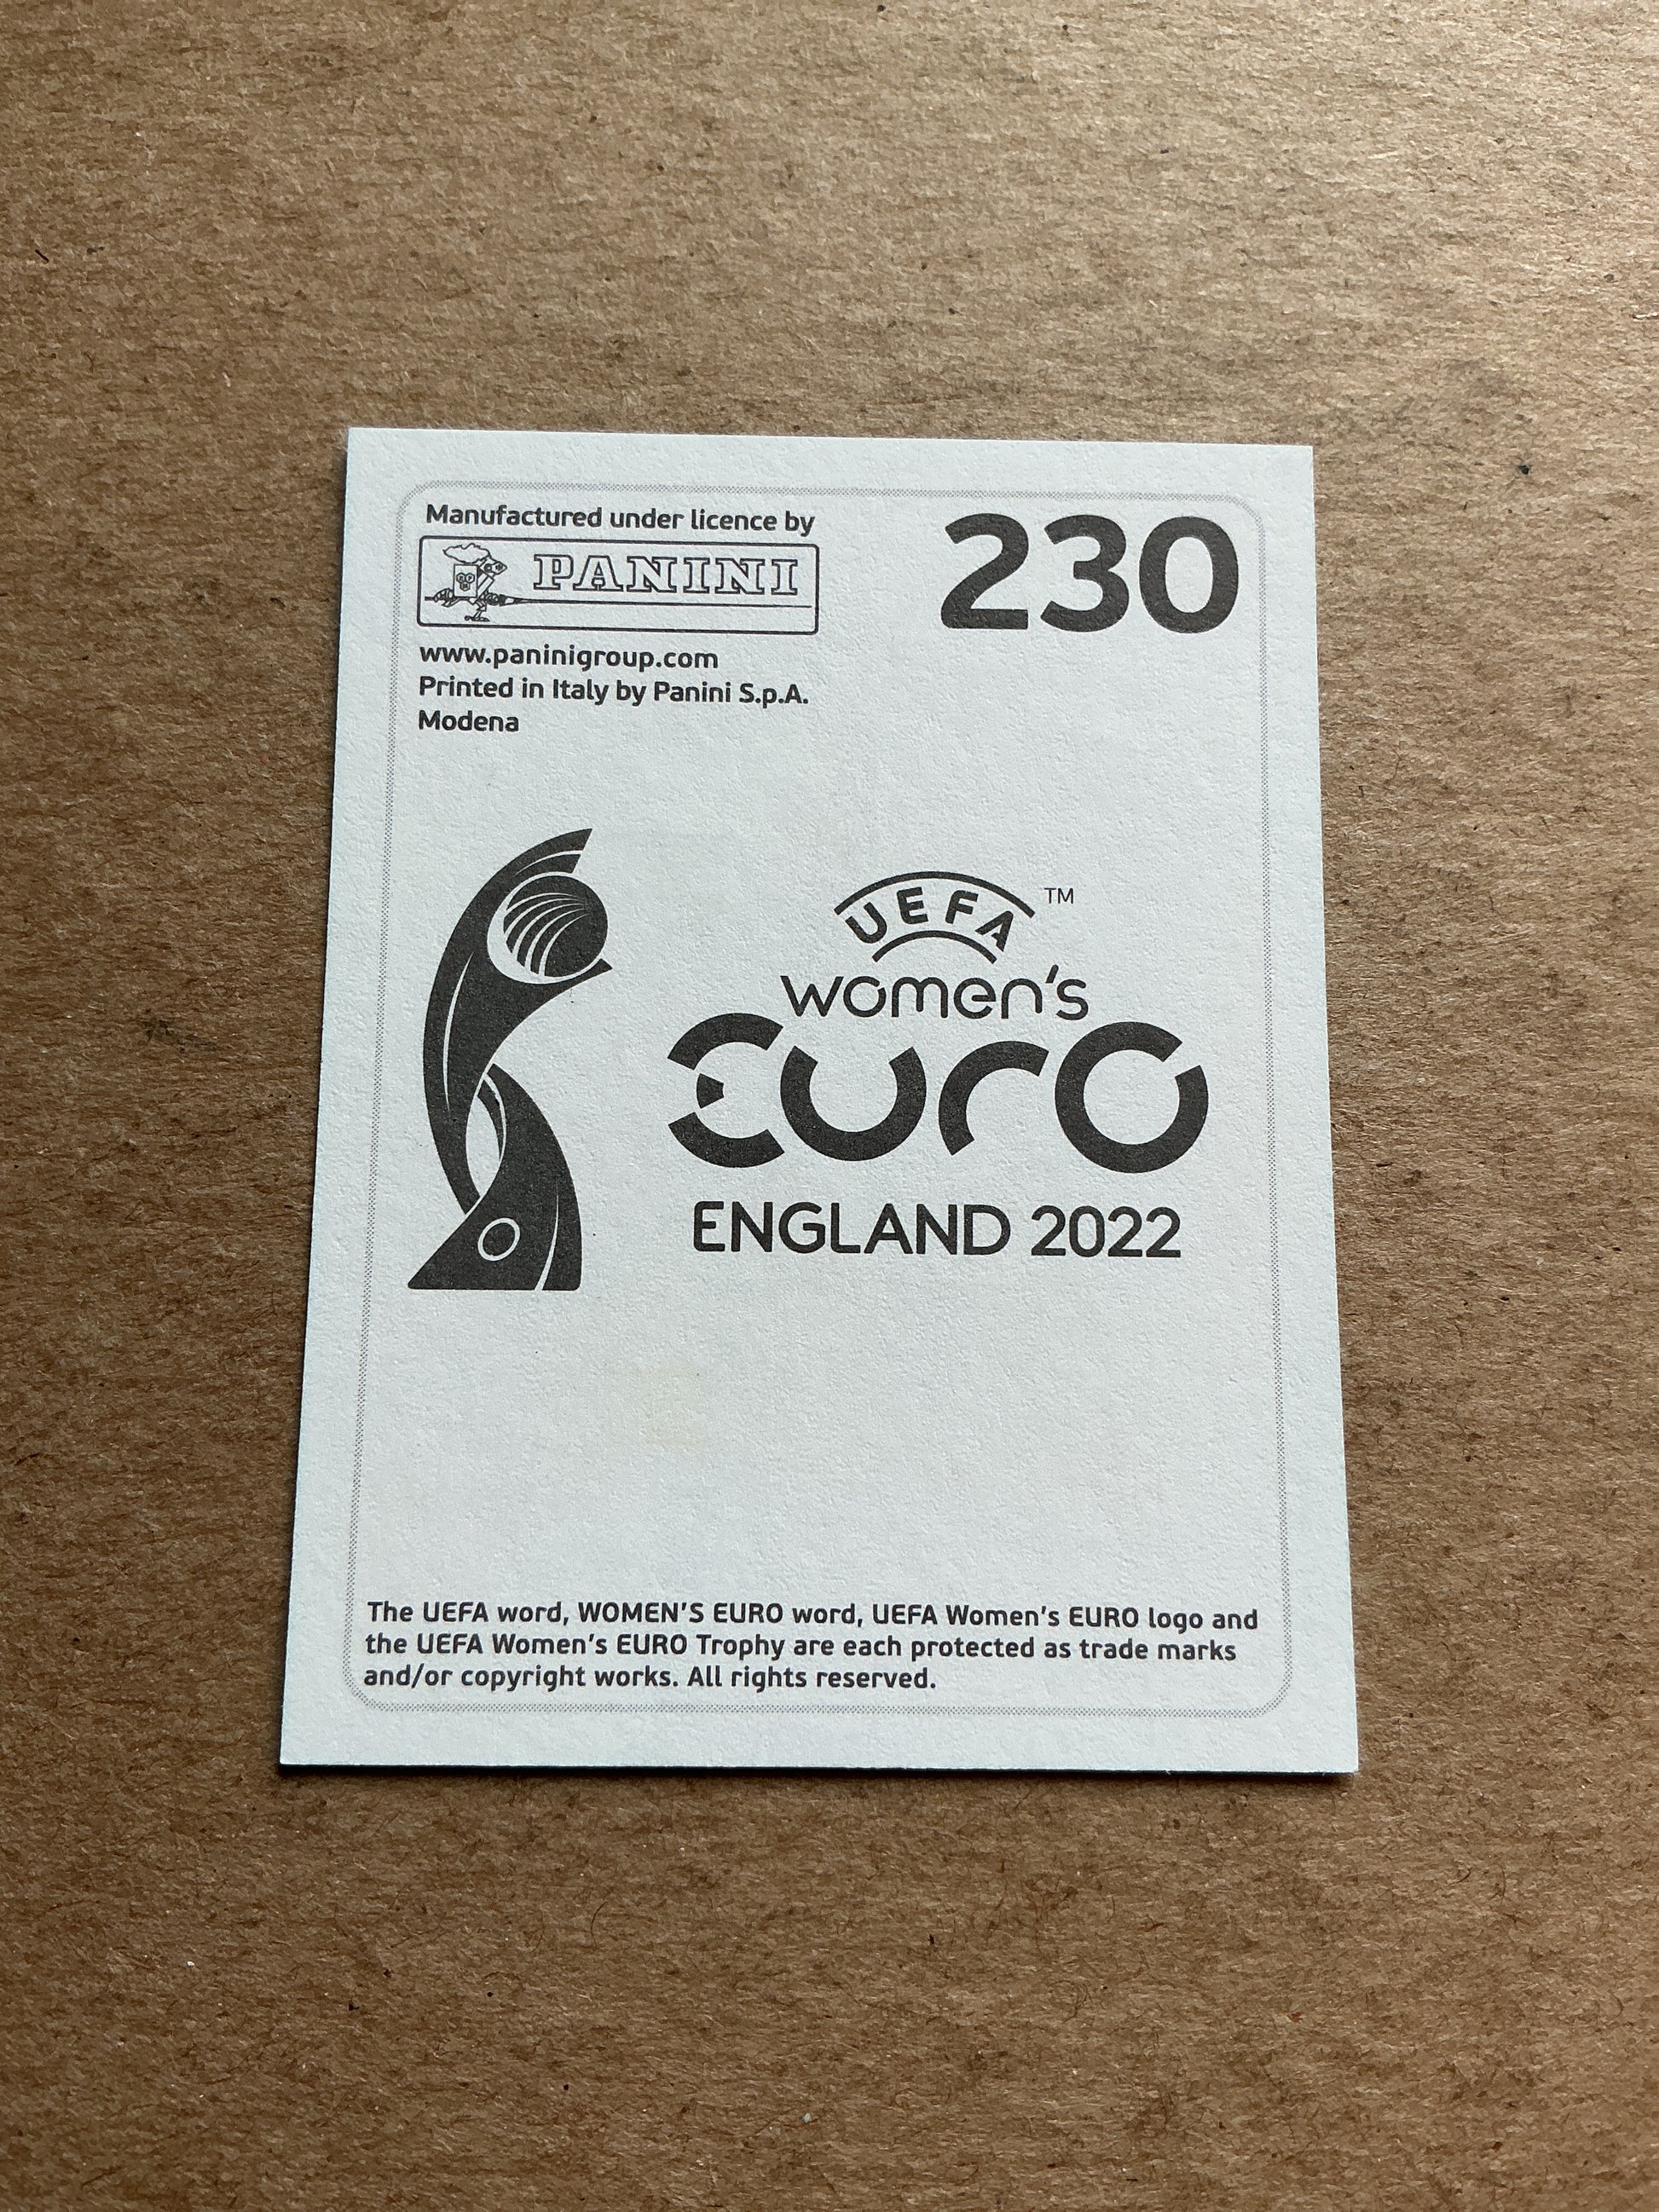 Manufactured under licence by
PANINI
230
www.paninigroup.com
Printed in Italy by Panini S.p.A.
Modena
UEFA ™
women's
EURO
ENGLAND 2022
The UEFA word, WOMEN'S EURO word, UEFA Women's EURO logo and
the UEFA Women's EURO Trophy are each protected as trade marks
and/or copyright works. All rights reserved.